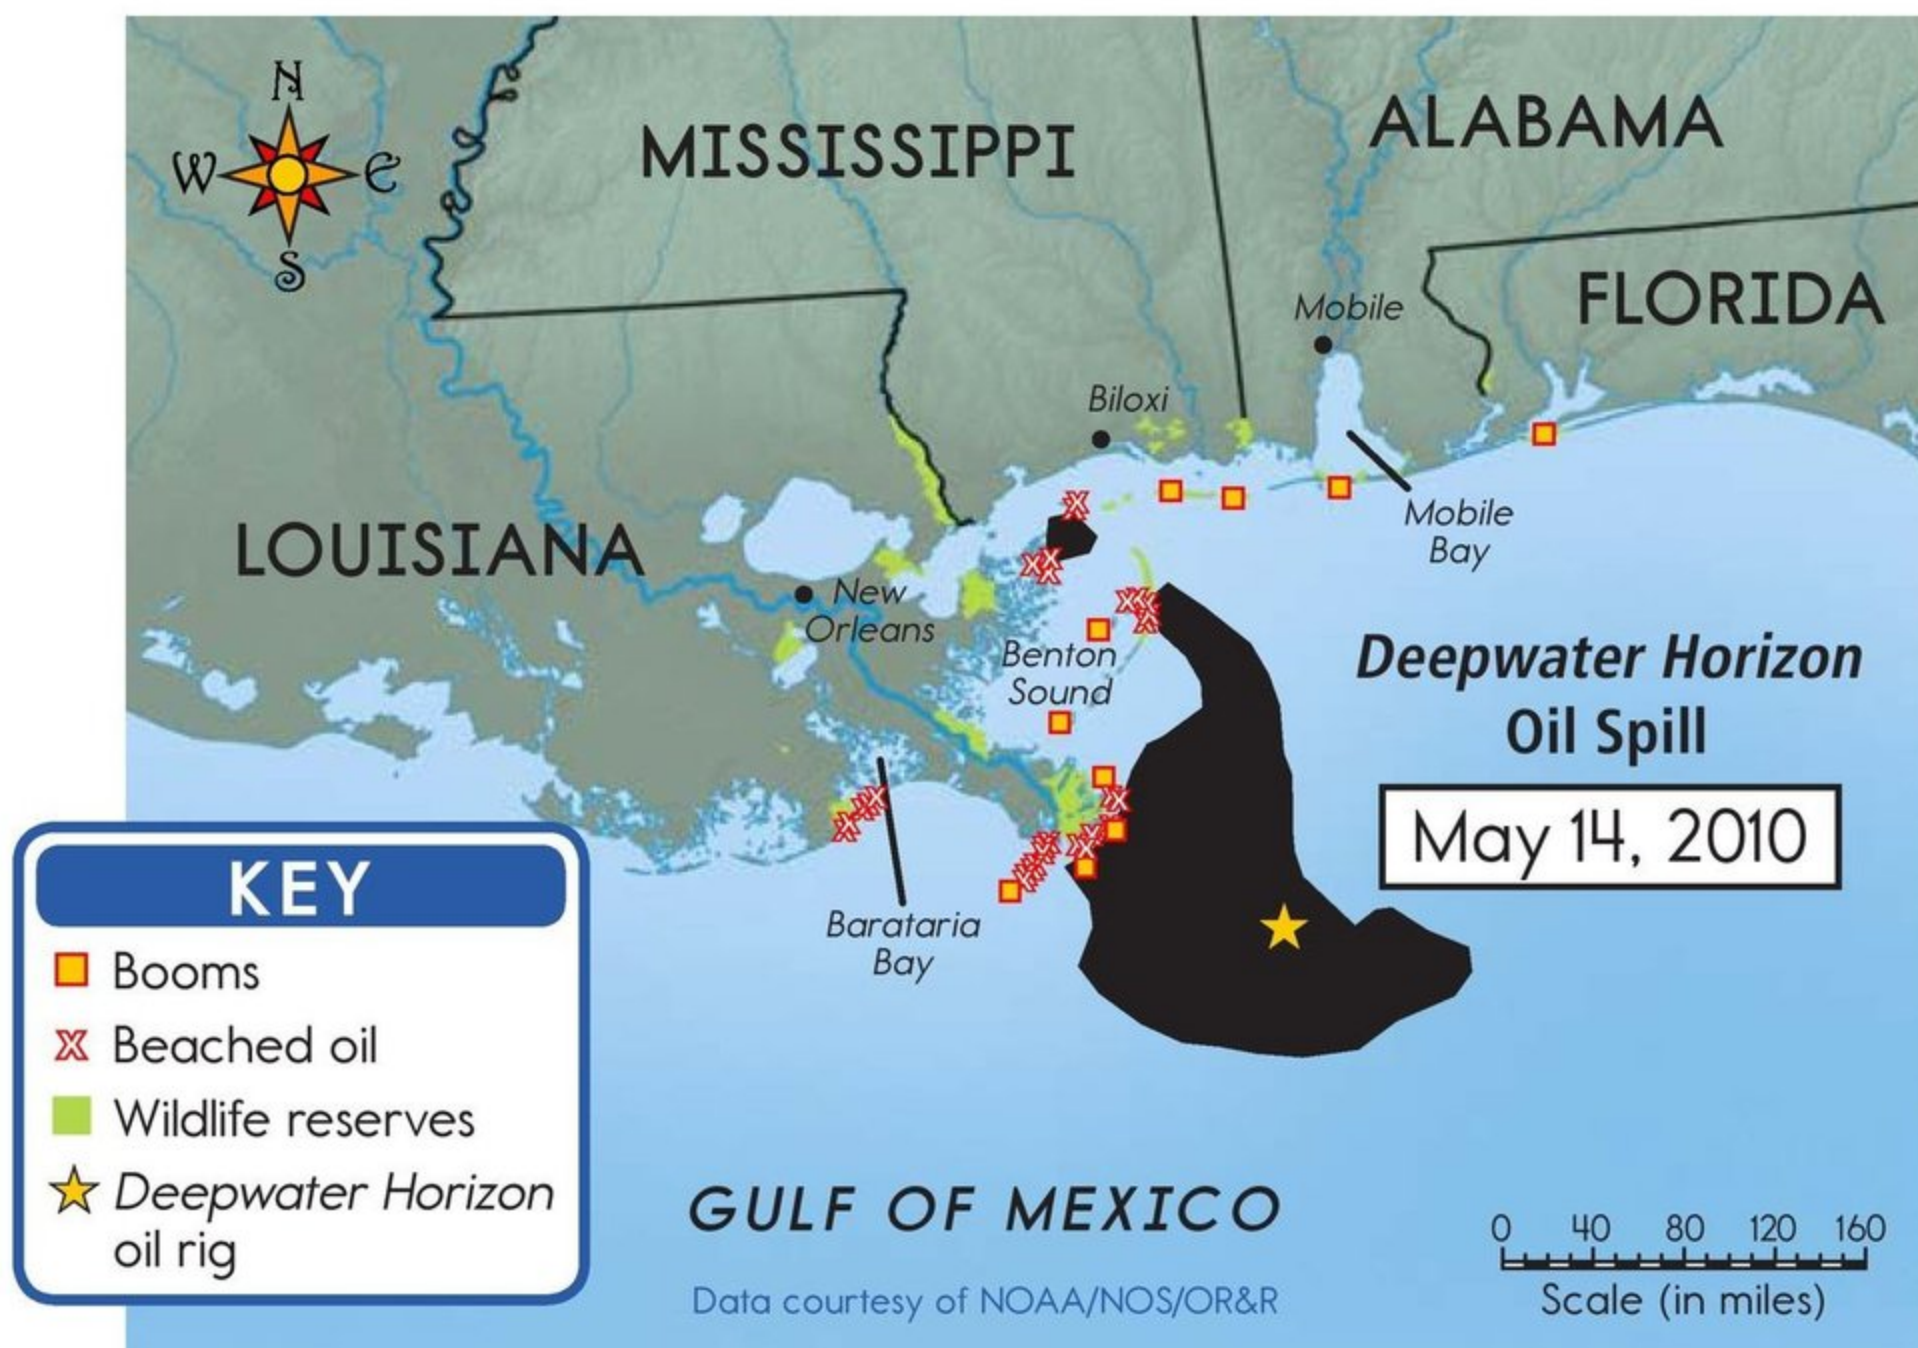 N
W E
S
MISSISSIPPI
ALABAMA
FLORIDA
Mobile
Biloxi
Mobile
Bay
LOUISIANA
New
Orleans
Benton
Sound
Deepwater Horizon
Oil Spill
May 14, 2010
Barataria
Bay
KEY
Booms
Beached oil
Wildlife reserves
Deepwater Horizon
oil rig
GULF OF MEXICO
Data courtesy of NOAA/NOS/OR&R
0 40 80 120 160
Scale (in miles)